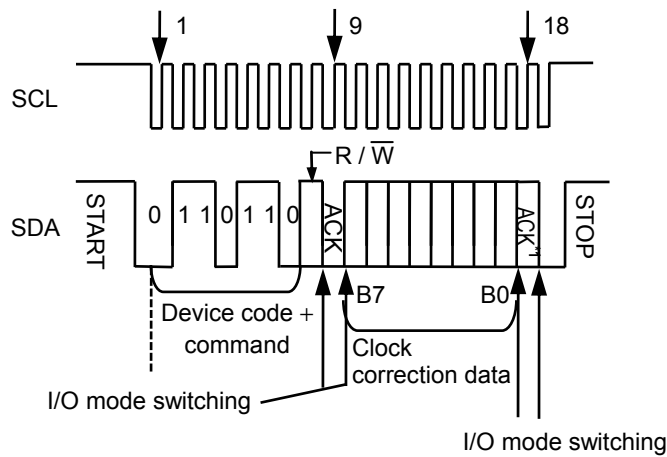 1
9
18
SCL
R / W
SDA
START
0
1
1
0
1
1
0
ACK
ACK*1
STOP
B7
B0
Device code +
command
Clock
correction data
I/O mode switching
I/O mode switching